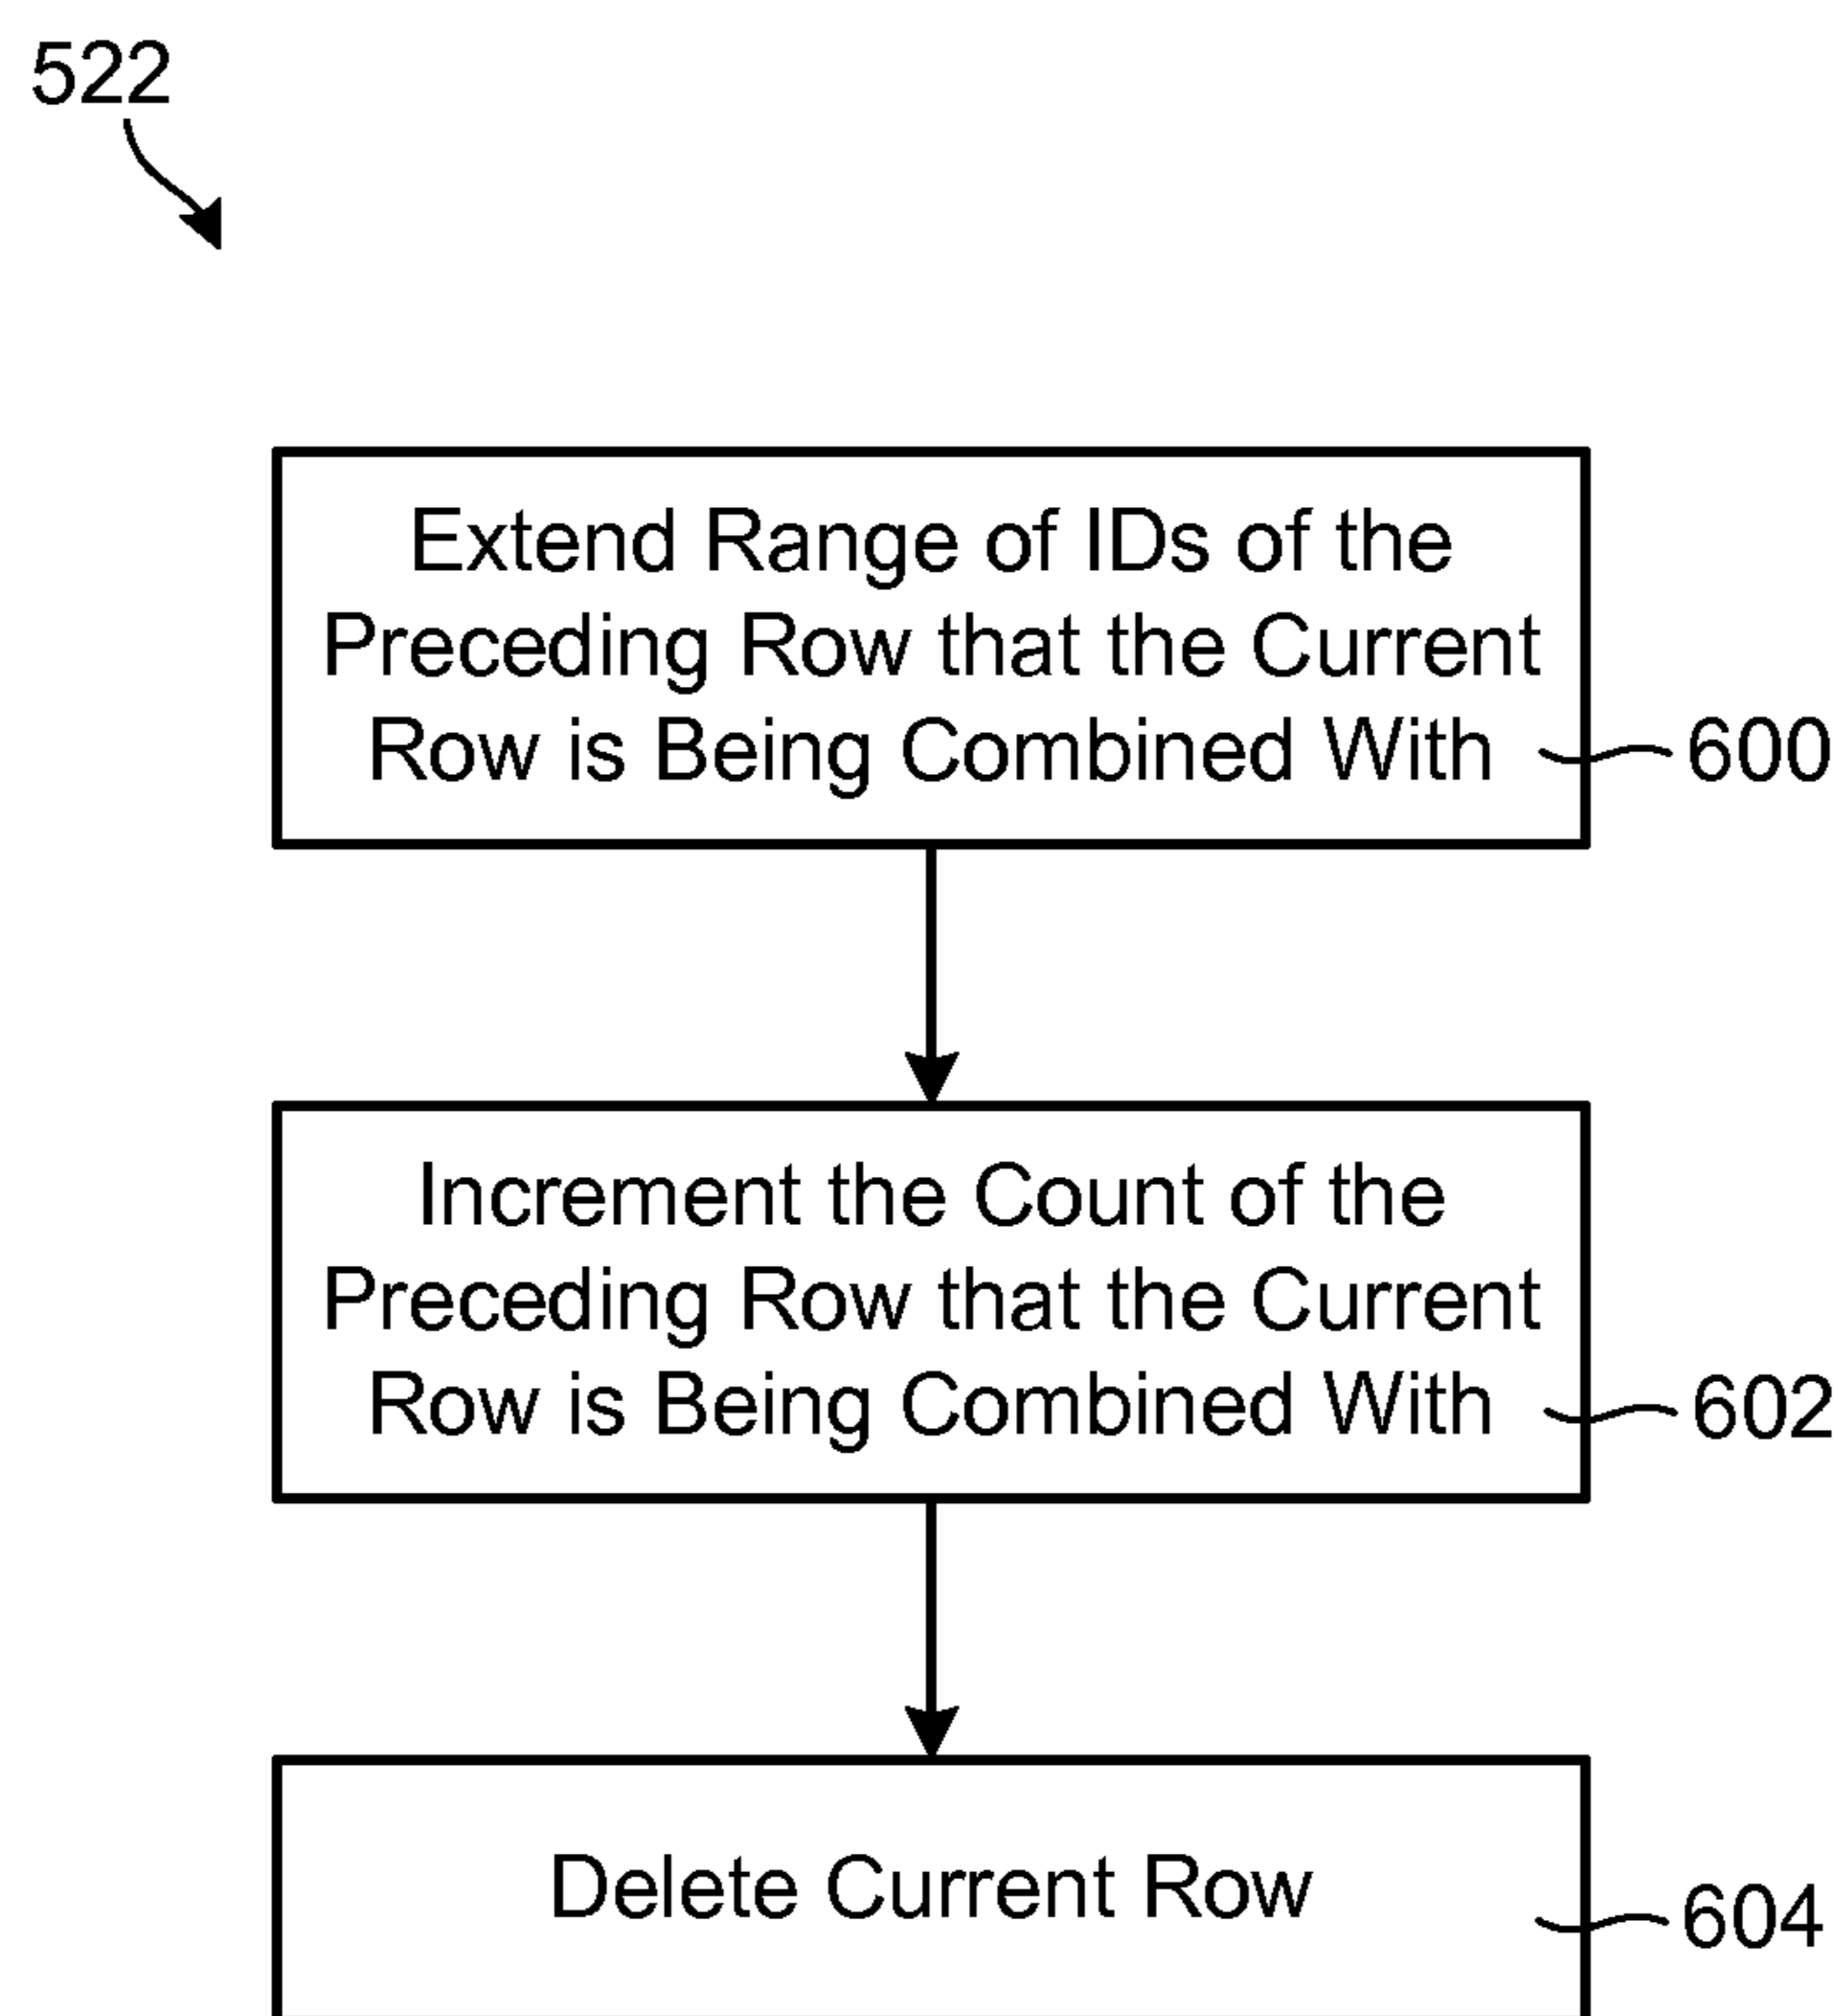 522
Extend Range of IDs of the
Preceding Row that the Current
Row is Being Combined With
600
Increment the Count of the
Preceding Row that the Current
Row is Being Combined With
602
Delete Current Row
604